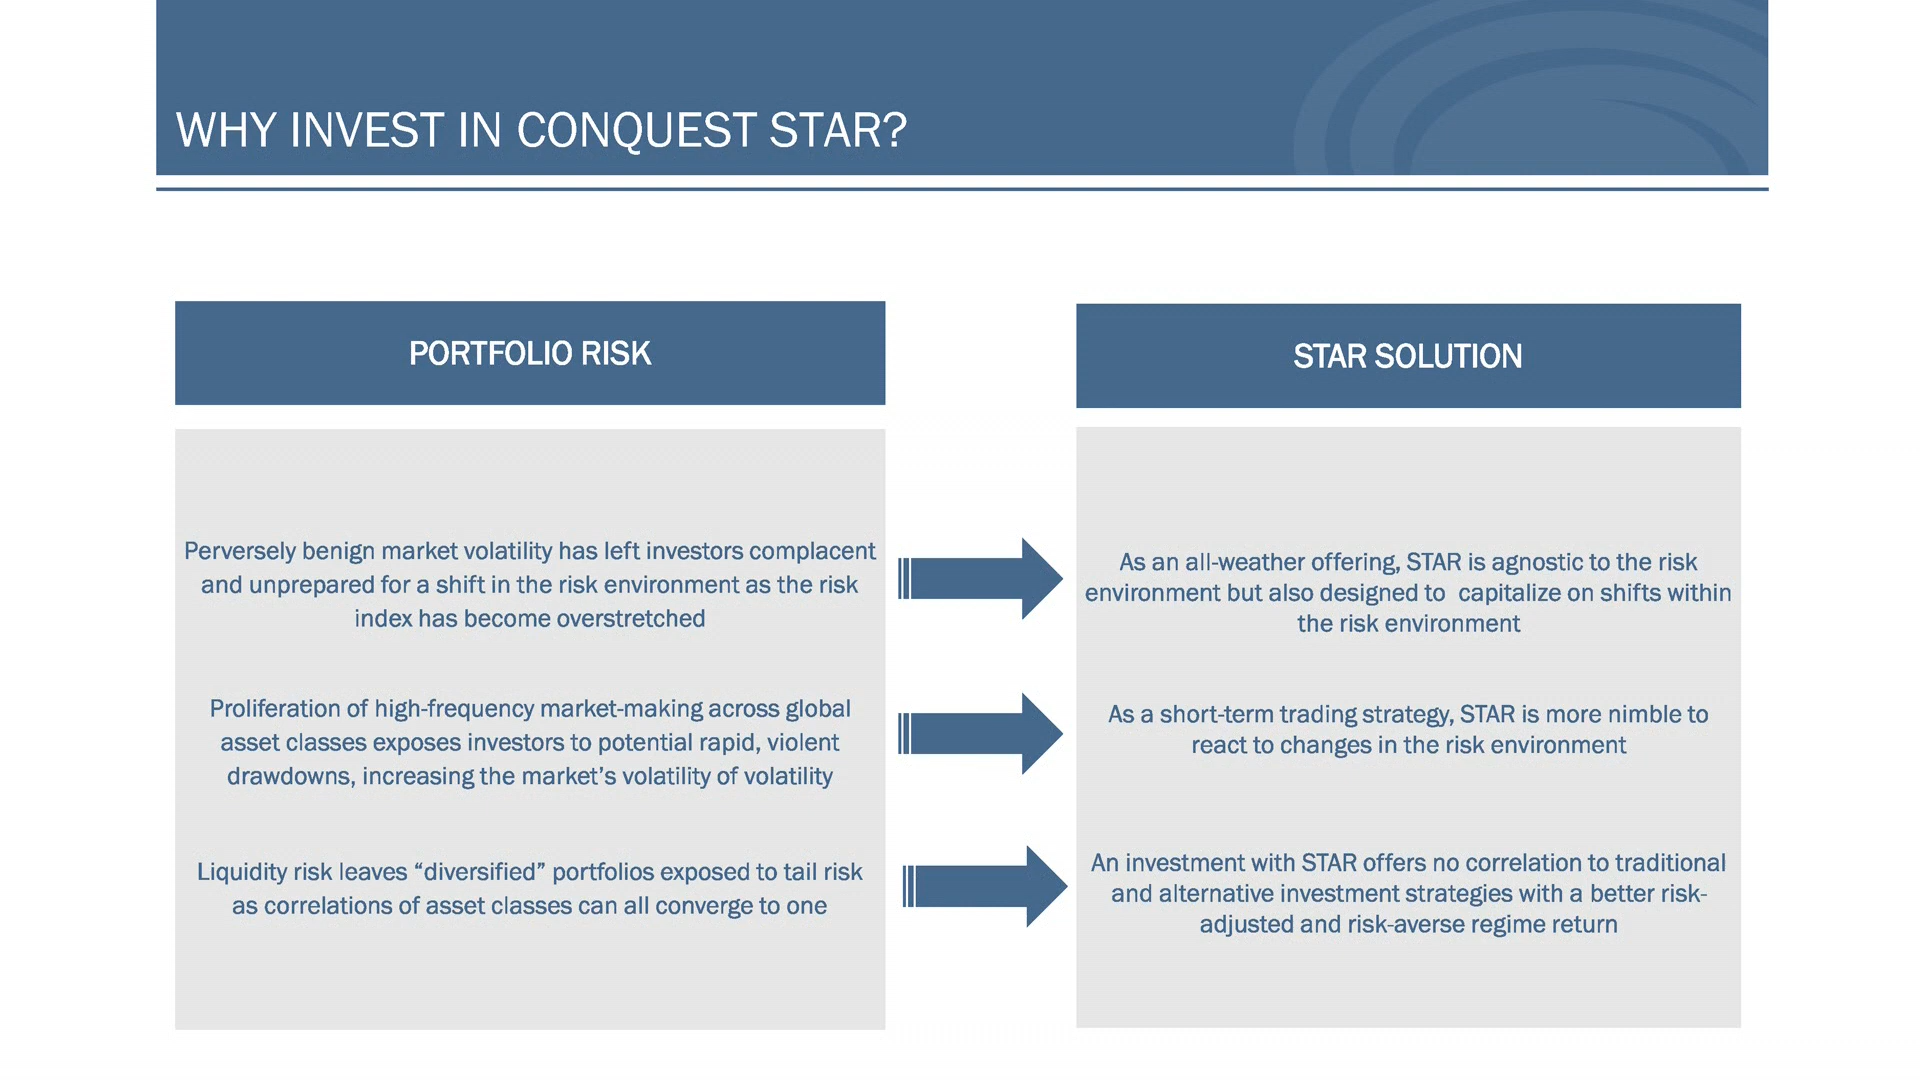 WHY INVEST IN CONQUEST STAR?
PORTFOLIO RISK
Perversely benign market volatility has left investors complacent
and unprepared for a shift in the risk environment as the risk
index has become overstretched
Proliferation of high-frequency market-making across global
asset classes exposes investors to potential rapid, violent
drawdowns, increasing the market’s volatility of volatility
Liquidity risk leaves “diversified” portfolios exposed to tail risk
as correlations of asset classes can all converge to one
STAR SOLUTION
As an all-weather offering, STAR is agnostic to the risk
environment but also designed to  capitalize on shifts within
the risk environment
As a short-term trading strategy, STAR is more nimble to
react to changes in the risk environment
An investment with STAR offers no correlation to traditional
and alternative investment strategies with a better risk-
adjusted and risk-averse regime return